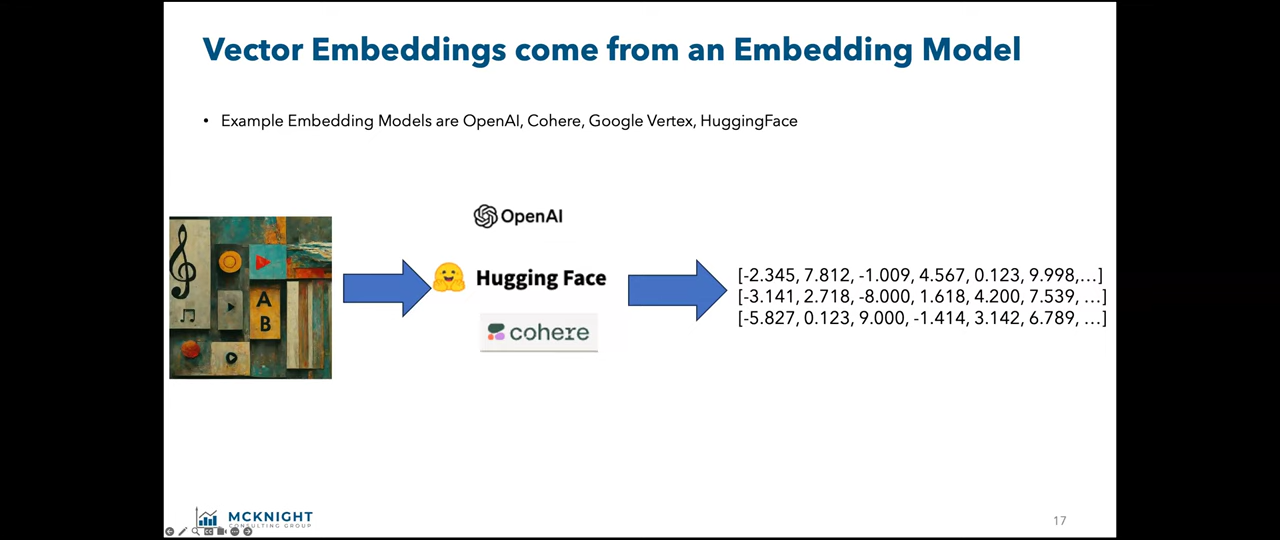 Vector Embeddings come from an Embedding Model
• Example Embedding Models are OpenAI, Cohere, Google Vertex, HuggingFace
A
B
OpenAI
Hugging Face
cohere
[-2.345, 7.812, -1.009, 4.567, 0.123, 9.998,...]
[-3.141, 2.718, -8.000, 1.618, 4.200, 7.539, ...]
[-5.827, 0.123, 9.000, -1.414, 3.142, 6.789, ...]
MCKNIGHT
CONSULTING GROUP
17